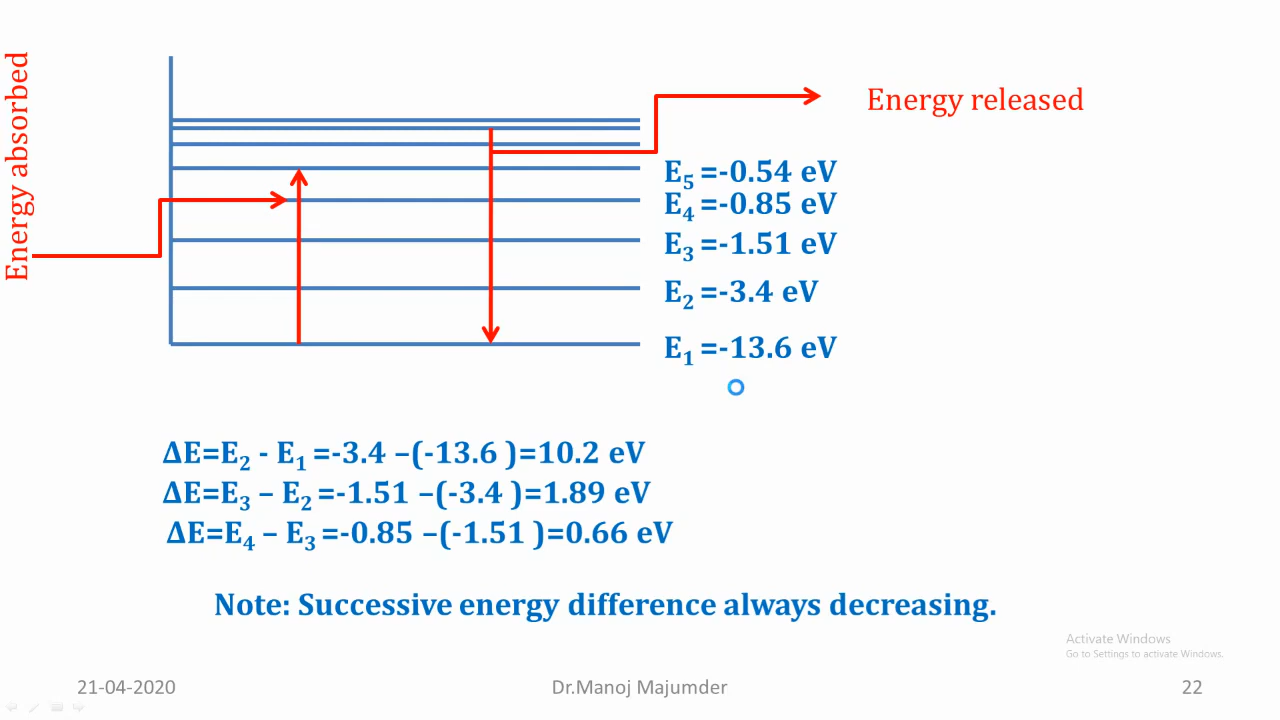 Energy absorbed
Energy released
E₅ =-0.54 eV
E₄ =-0.85 eV
E₃ =-1.51 eV
E₂ =-3.4 eV
E₁ =-13.6 eV
ΔE=E₂ - E₁ =-3.4 –(-13.6 )=10.2 eV
ΔE=E₃ – E₂ =-1.51 –(-3.4 )=1.89 eV
ΔE=E₄ – E₃ =-0.85 –(-1.51 )=0.66 eV
Note: Successive energy difference always decreasing.
Activate Windows
Go to Settings to activate Windows.
21-04-2020
Dr.Manoj Majumder
22